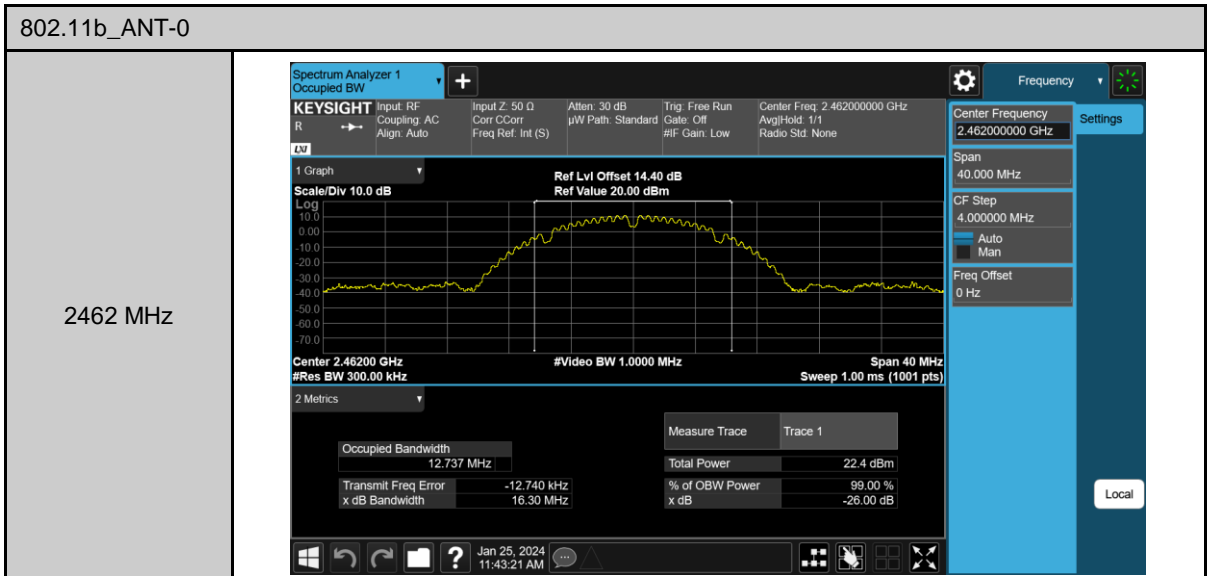 802.11b_ANT-0
2462 MHz
Spectrum Analyzer 1
Occupied BW
+
Frequency
KEYSIGHT
R
LXI
Input: RF
Coupling: AC
Align: Auto
Input Z: 50 Ω
Corr CCorr
Freq Ref: Int (S)
Atten: 30 dB
µW Path: Standard
Trig: Free Run
Gate: Off
#IF Gain: Low
Center Freq: 2.462000000 GHz
Avg|Hold: 1/1
Radio Std: None
Center Frequency
2.462000000 GHz
Settings
Span
40.000 MHz
CF Step
4.000000 MHz
Auto
Man
Freq Offset
0 Hz
Local
1 Graph
Scale/Div 10.0 dB
Ref Lvl Offset 14.40 dB
Ref Value 20.00 dBm
Log
10.0
0.00
-10.0
-20.0
-30.0
-40.0
-50.0
-60.0
-70.0
Center 2.46200 GHz
#Video BW 1.0000 MHz
Span 40 MHz
#Res BW 300.00 kHz
Sweep 1.00 ms (1001 pts)
2 Metrics
Measure Trace Trace 1
Occupied Bandwidth
12.737 MHz
Total Power 22.4 dBm
Transmit Freq Error -12.740 kHz
% of OBW Power 99.00 %
x dB Bandwidth 16.30 MHz
x dB -26.00 dB
?
Jan 25, 2024
11:43:21 AM